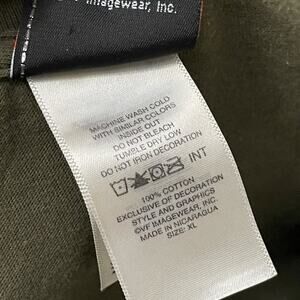 Imagewear, Inc.
MACHINE WASH COLD
WITH SIMILAR COLORS
INSIDE OUT
DO NOT BLEACH
TUMBLE DRY LOW
DO NOT IRON DECORATION
INT
100% COTTON
EXCLUSIVE OF DECORATION
STYLE AND GRAPHICS
©VF IMAGEWEAR, INC.
MADE IN NICARAGUA
SIZE: XL